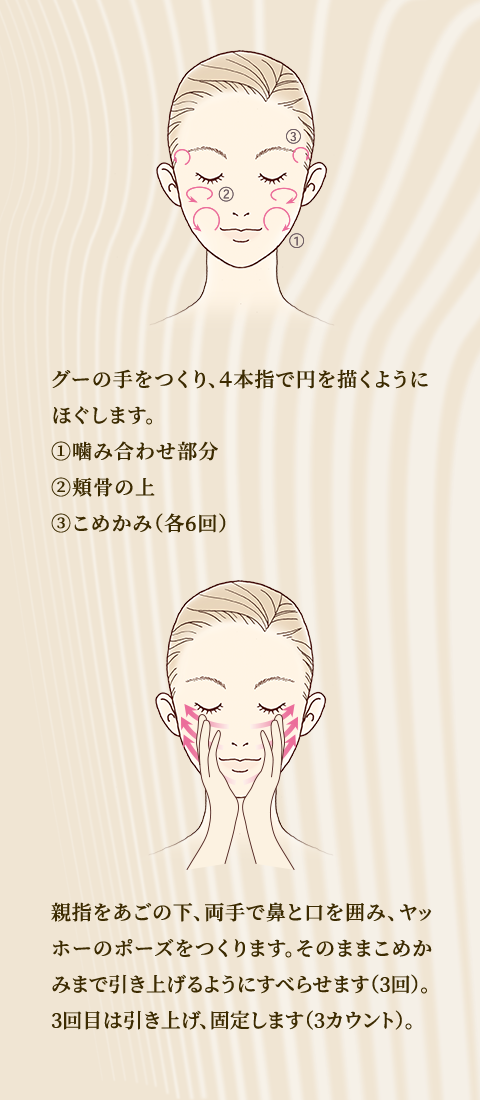 ③
②
①
グーの手をつくり、4本指で円を描くように
ほぐします。
①噛み合わせ部分
②頬骨の上
③こめかみ（各6回）
親指をあごの下、両手で鼻と口を囲み、ヤッ
ホーのポーズをつくります。そのままこめか
みまで引き上げるようにすべらせます（3回）。
3回目は引き上げ、固定します（3カウント）。